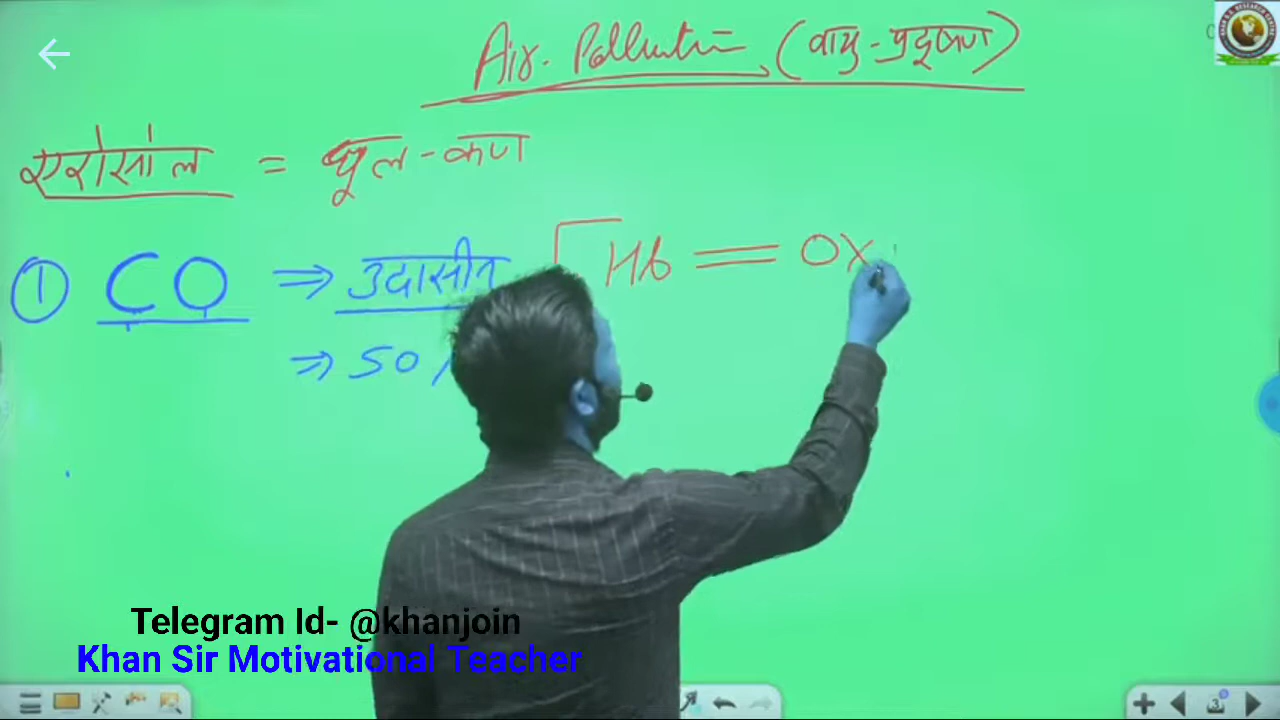 Air Pollution (वायु-प्रदूषण)
एरोसोल = धूल-कण
① CO ⇒ उदासीन
Hb = OX
⇒ 50
Telegram Id- @khanjoin
Khan Sir Motivational Teacher